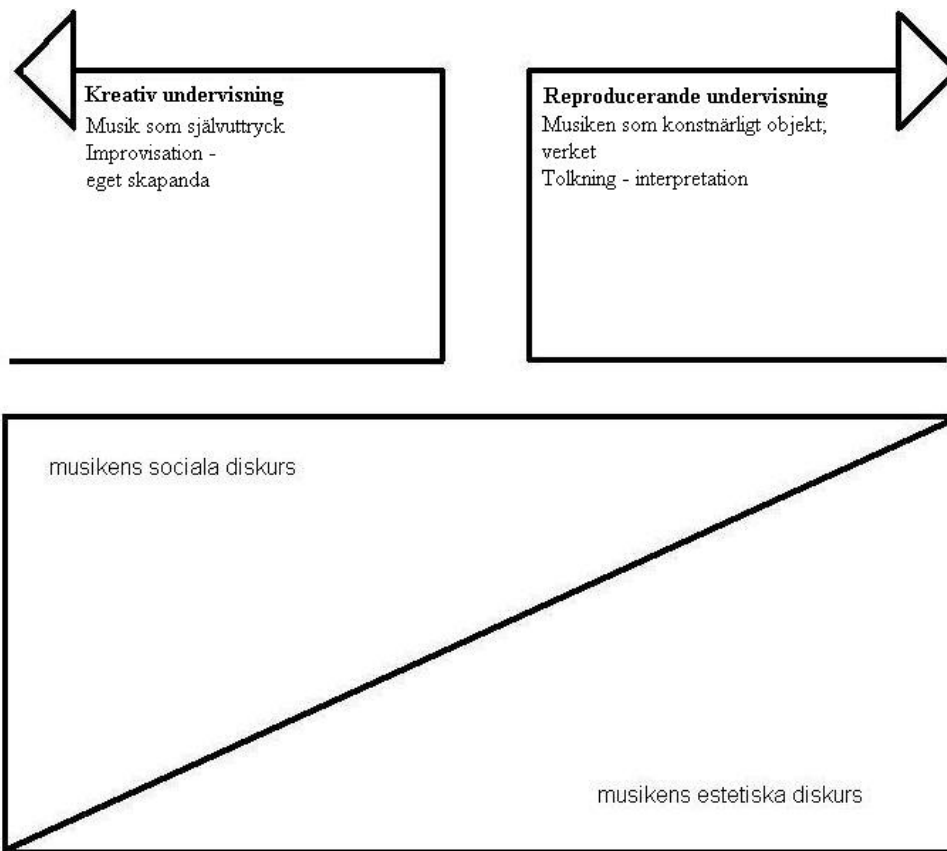 Kreativ undervisning
Musik som självuttryck
Improvisation -
eget skapanda
Reproducerande undervisning
Musiken som konstnärligt objekt;
verket
Tolkning - interpretation
musikens sociala diskurs
musikens estetiska diskurs